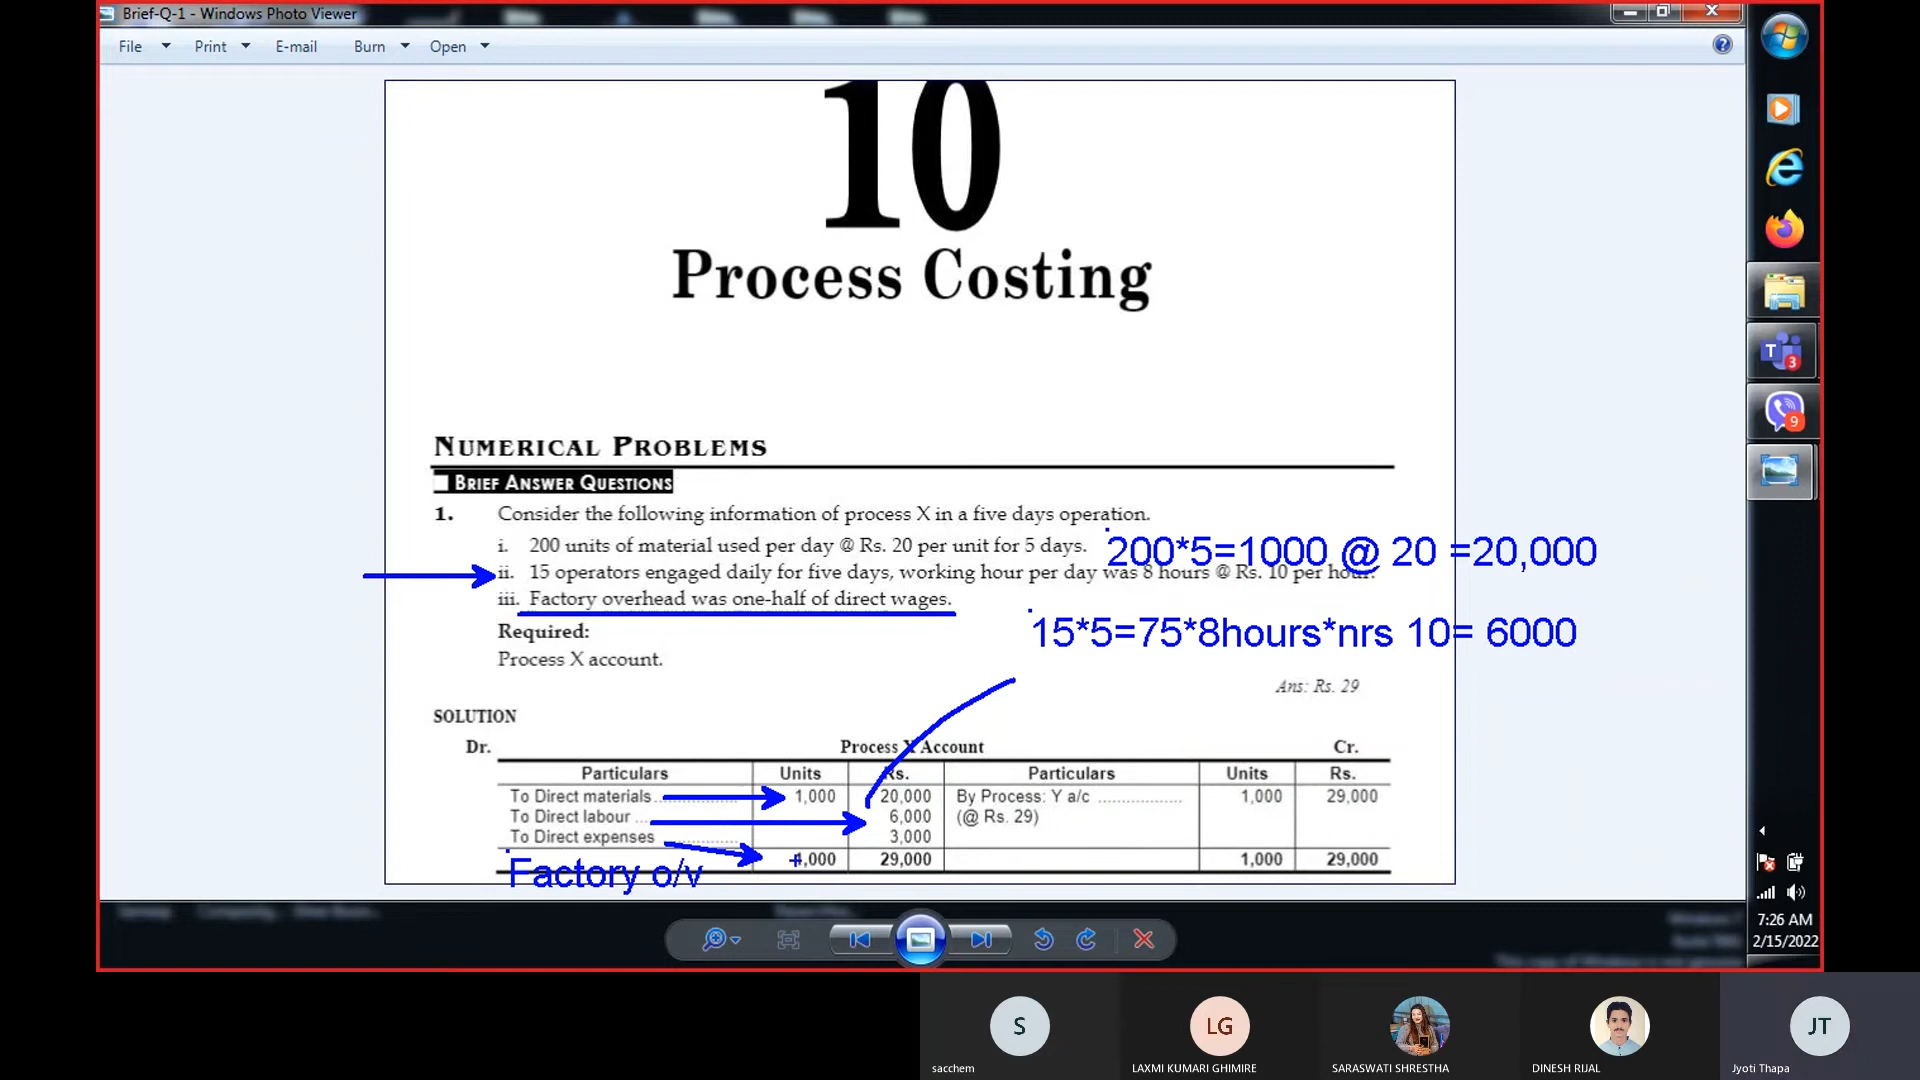 Brief-Q-1 - Windows Photo Viewer
File Print E-mail Burn Open
10
Process Costing
NUMERICAL PROBLEMS
BRIEF ANSWER QUESTIONS
1. Consider the following information of process X in a five days operation.
i. 200 units of material used per day @ Rs. 20 per unit for 5 days.
200*5=1000 @ 20 =20,000
ii. 15 operators engaged daily for five days, working hour per day was 8 hours @ Rs. 10 per hour.
iii. Factory overhead was one-half of direct wages.
Required:
15*5=75*8hours*nrs 10= 6000
Process X account.
Ans: Rs. 29
SOLUTION
Dr. Process X Account Cr.
Particulars Units Rs. Particulars Units Rs.
To Direct materials 1,000 20,000 By Process: Y a/c 1,000 29,000
To Direct labour 6,000 (@ Rs. 29)
To Direct expenses 3,000
1,000 29,000 1,000 29,000
Factory o/v
T 3
9
7:26 AM
2/15/2022
S LG JT
sacchem LAXMI KUMARI GHIMIRE SARASWATI SHRESTHA DINESH RIJAL Jyoti Thapa